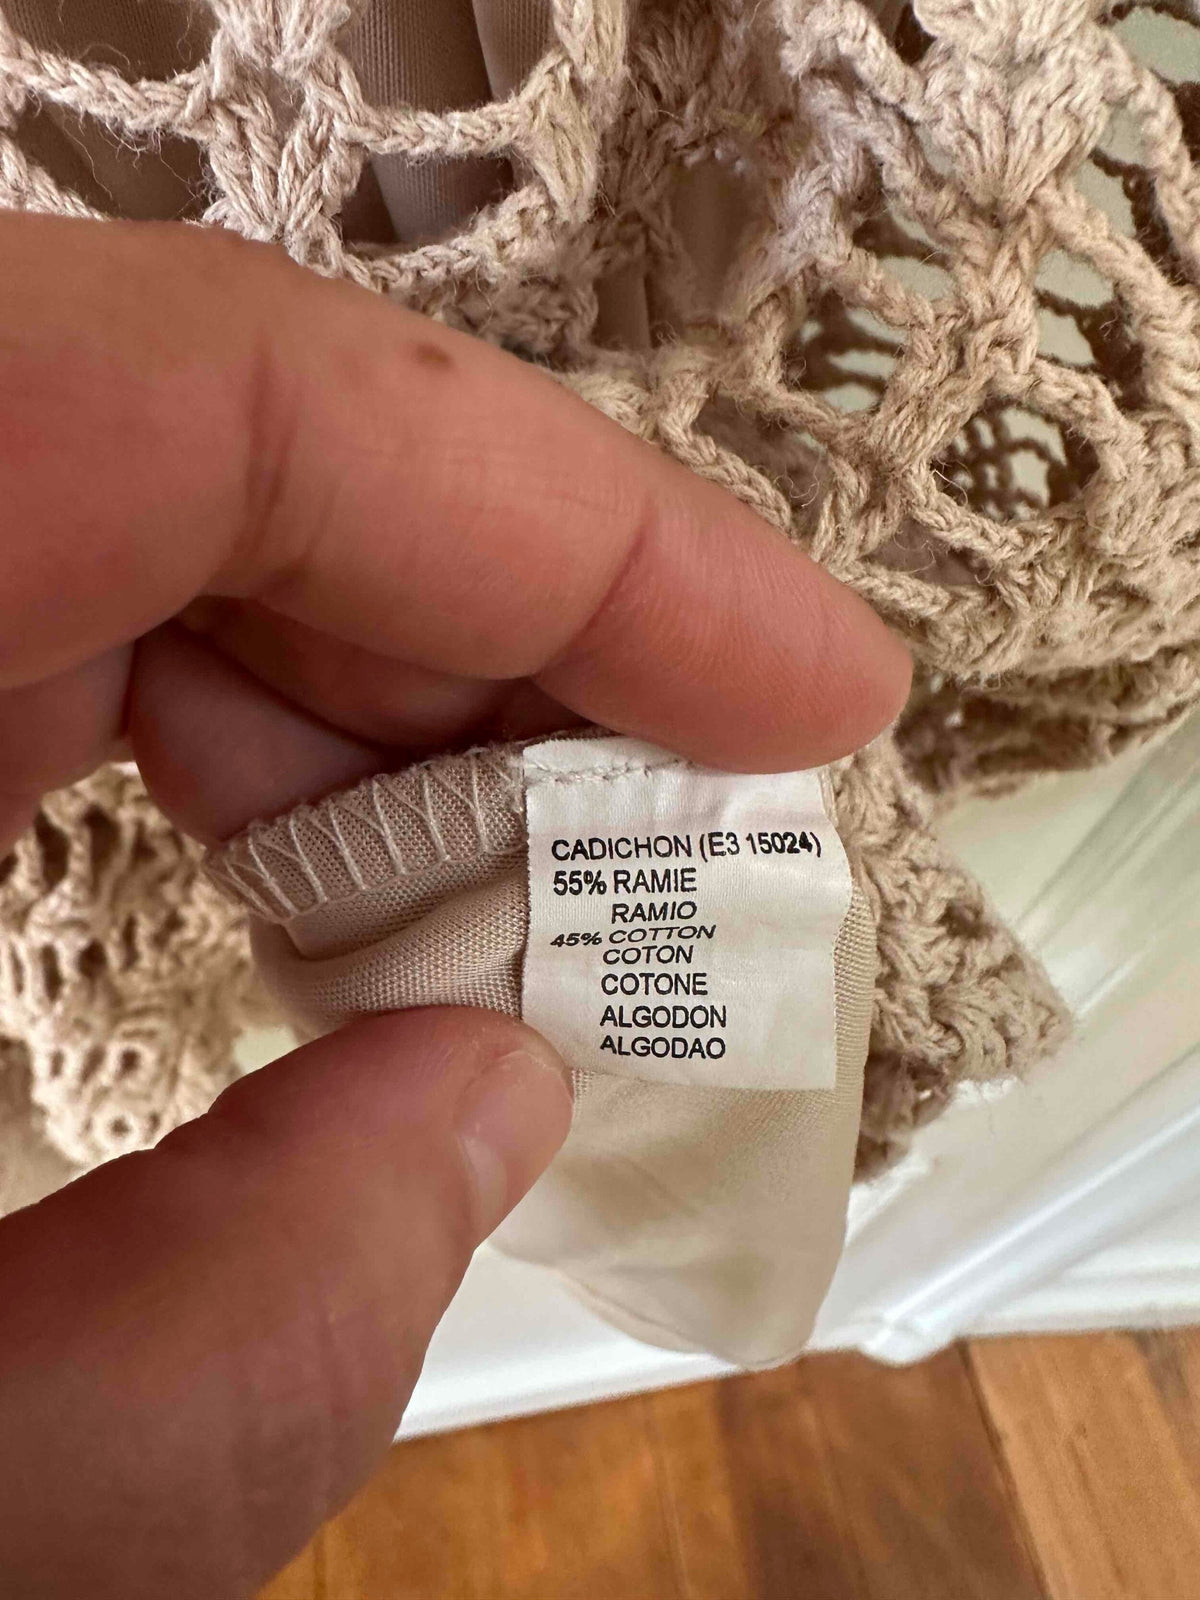 CADICHON (E3 15024)
55% RAMIE
RAMIO
45% COTTON
COTON
COTONE
ALGODON
ALGODAO